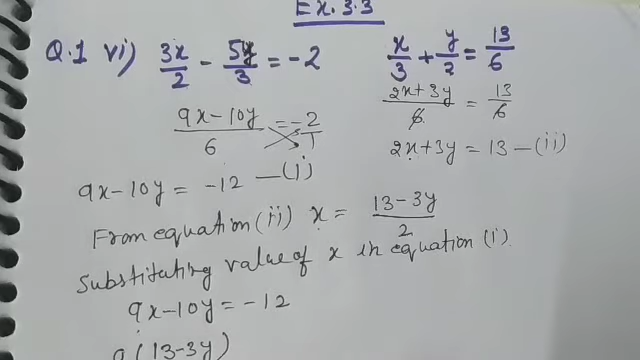 Ex. 3.3
Q.1 vi) 3x/2 - 5y/3 = -2
x/3 + y/2 = 13/6
9x-10y/6 = -2/1
2x+3y/6 = 13/6
2x+3y = 13 -(ii)
9x-10y = -12 -(i)
From equation (ii) x = 13-3y/2
Substituting value of x in equation (i).
9x-10y = -12
9(13-3y)